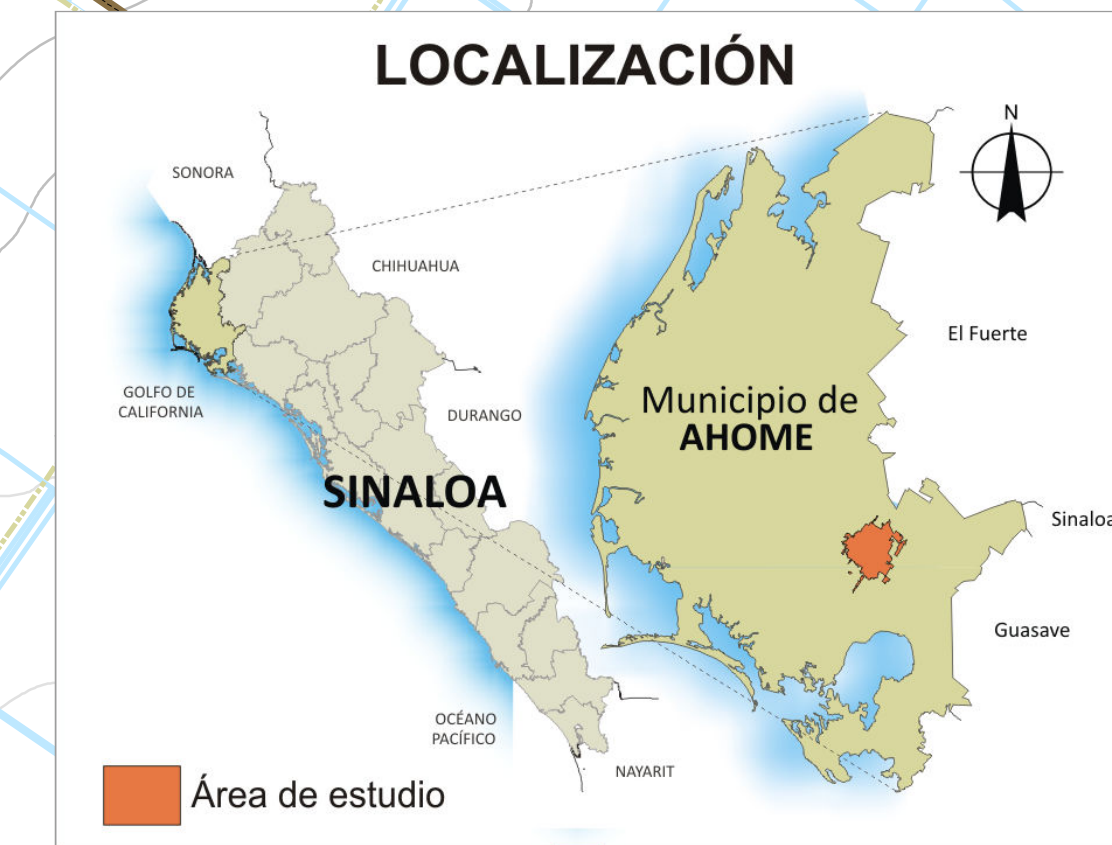 LOCALIZACIÓN
N
SONORA
CHIHUAHUA
El Fuerte
GOLFO DE
CALIFORNIA
DURANGO
Municipio de
AHOME
SINALOA
Sinaloa
Guasave
OCÉANO
PACÍFICO
NAYARIT
Área de estudio